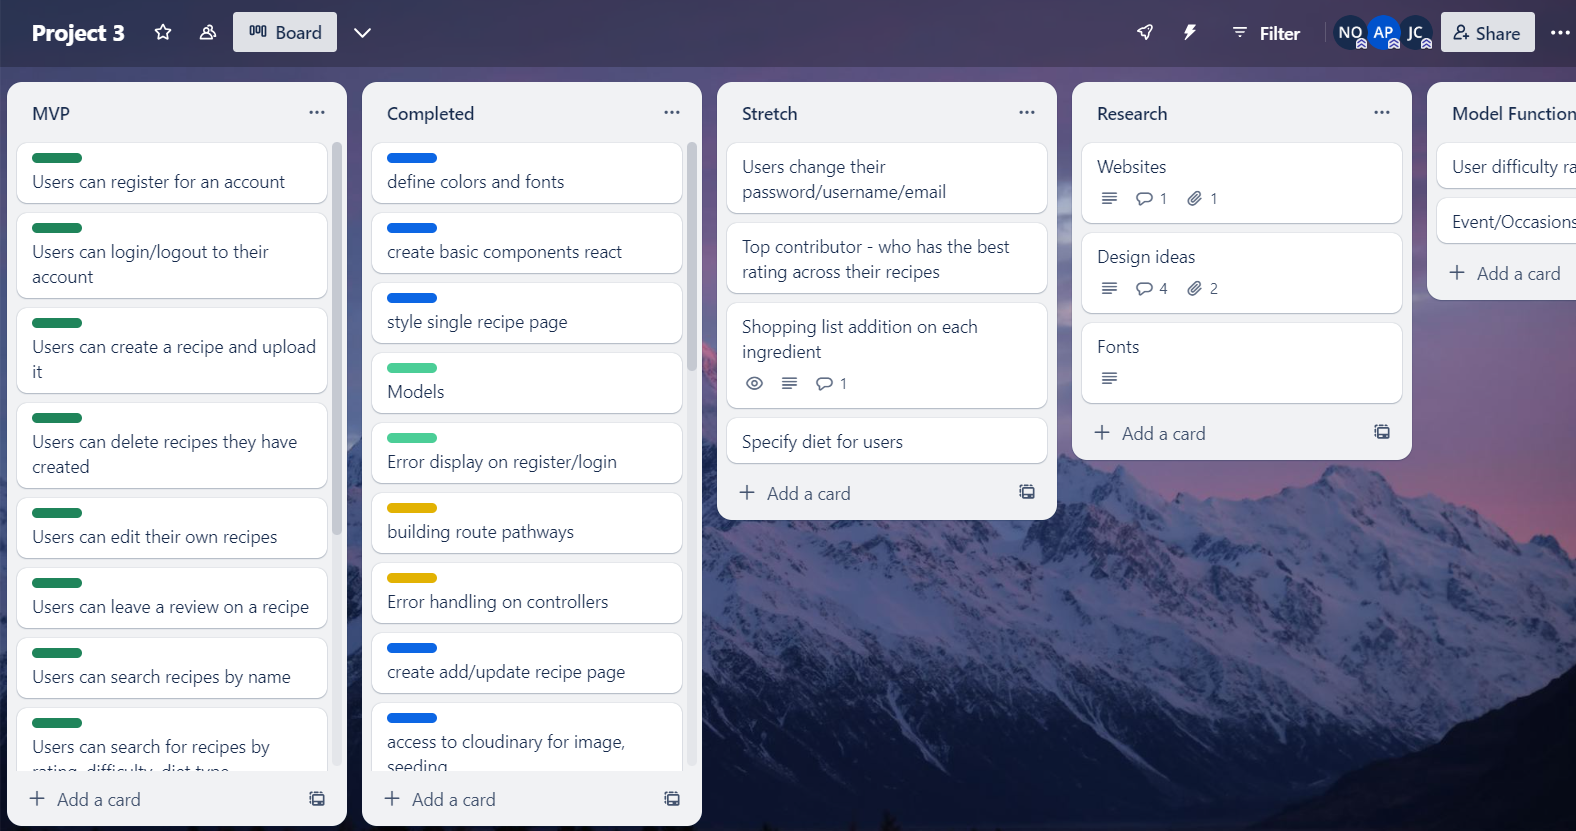 Project 3
Board
Filter
NO
AP
JC
Share
MVP
Users can register for an account
Users can login/logout to their
account
Users can create a recipe and upload
it
Users can delete recipes they have
created
Users can edit their own recipes
Users can leave a review on a recipe
Users can search recipes by name
Users can search for recipes by
rating, difficulty, diet type
+ Add a card
Completed
define colors and fonts
create basic components react
style single recipe page
Models
Error display on register/login
building route pathways
Error handling on controllers
create add/update recipe page
access to cloudinary for image,
seeding
+ Add a card
Stretch
Users change their
password/username/email
Top contributor - who has the best
rating across their recipes
Shopping list addition on each
ingredient
1
Specify diet for users
+ Add a card
Research
Websites
1 1
Design ideas
4 2
Fonts
+ Add a card
Model Function
User difficulty ra
Event/Occasions
+ Add a card